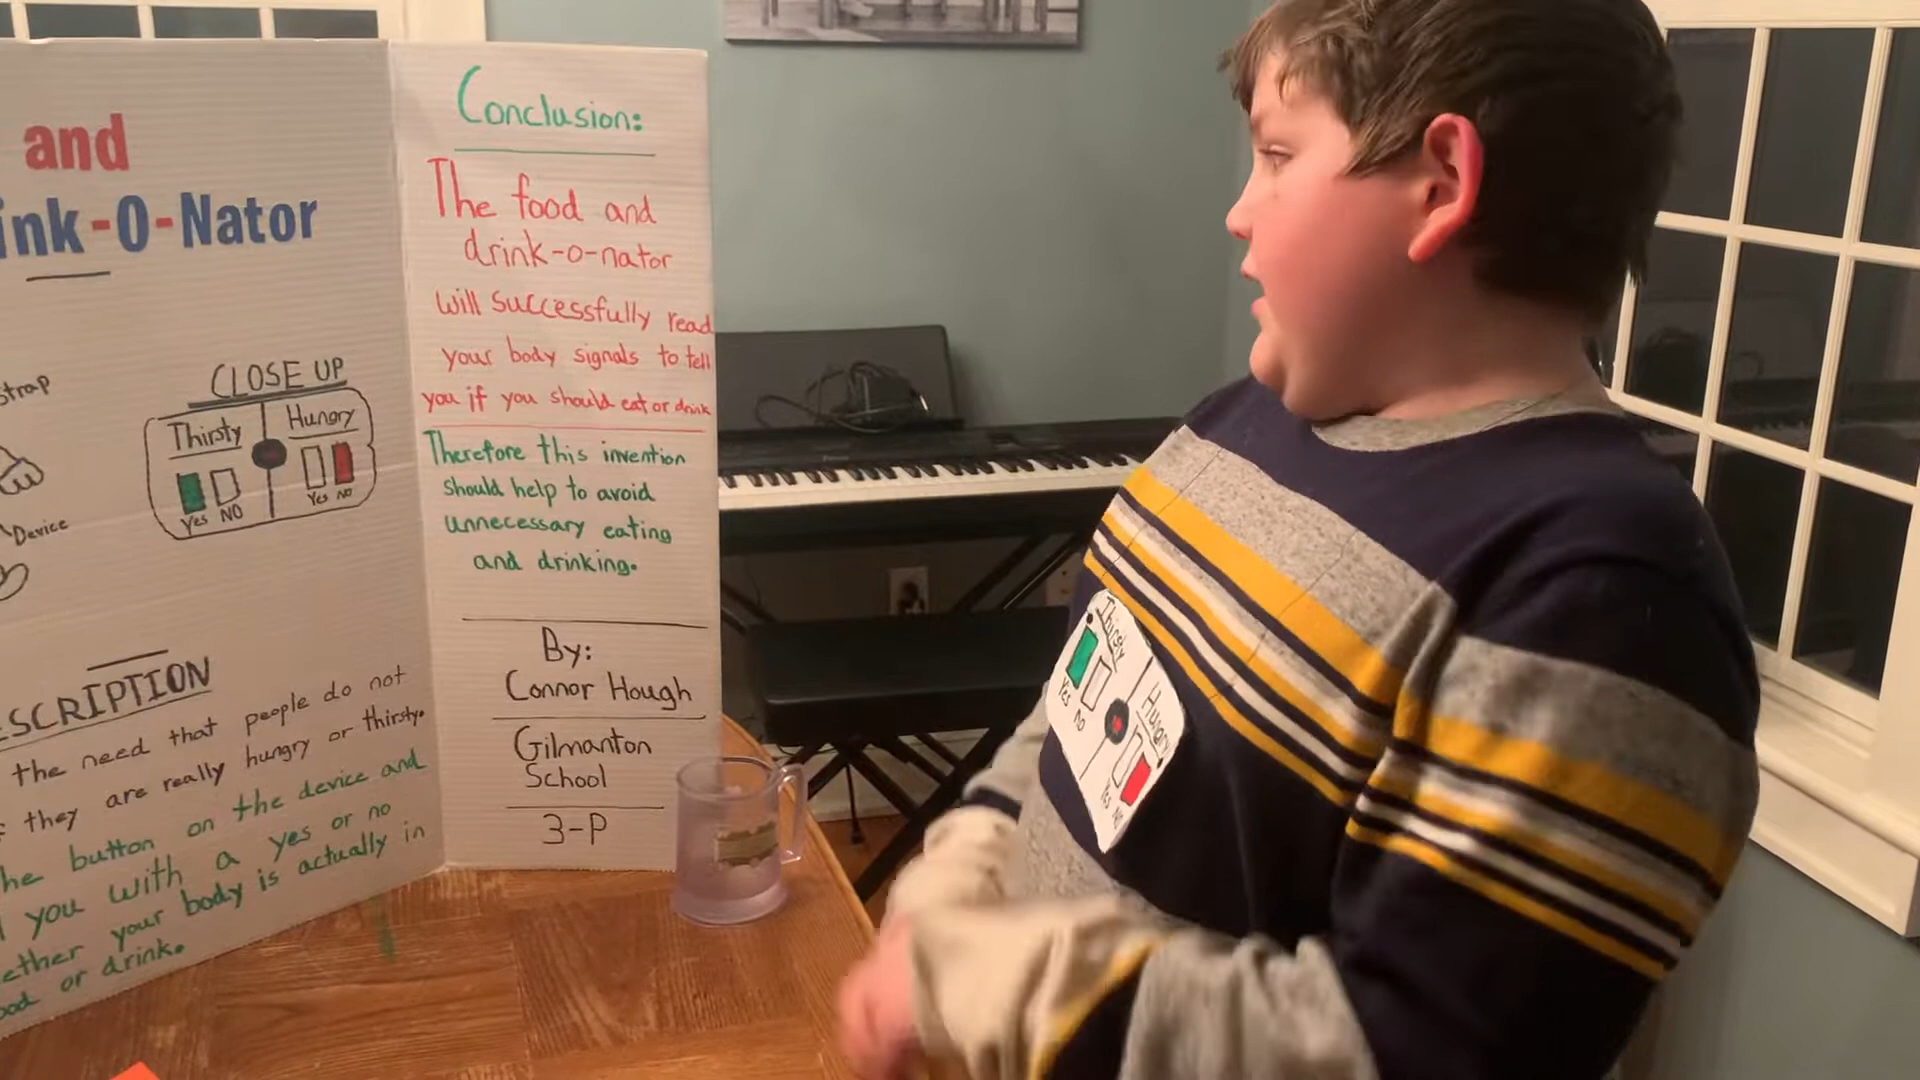 and
ink-O-Nator
Strap
Device
CLOSE UP
Thirsty Hungry
Yes NO Yes NO
ESCRIPTION
the need that people do not
they are really hungry or thirsty.
he button on the device and
you with a yes or no
ether your body is actually in
ood or drink.
Conclusion:
The food and
drink-o-nator
will successfully read
your body signals to tell
you if you should eat or drink
Therefore this invention
should help to avoid
unnecessary eating
and drinking.
By:
Connor Hough
Gilmanton
School
3-P
Thirsty
Yes NO
Hungry
Yes NO